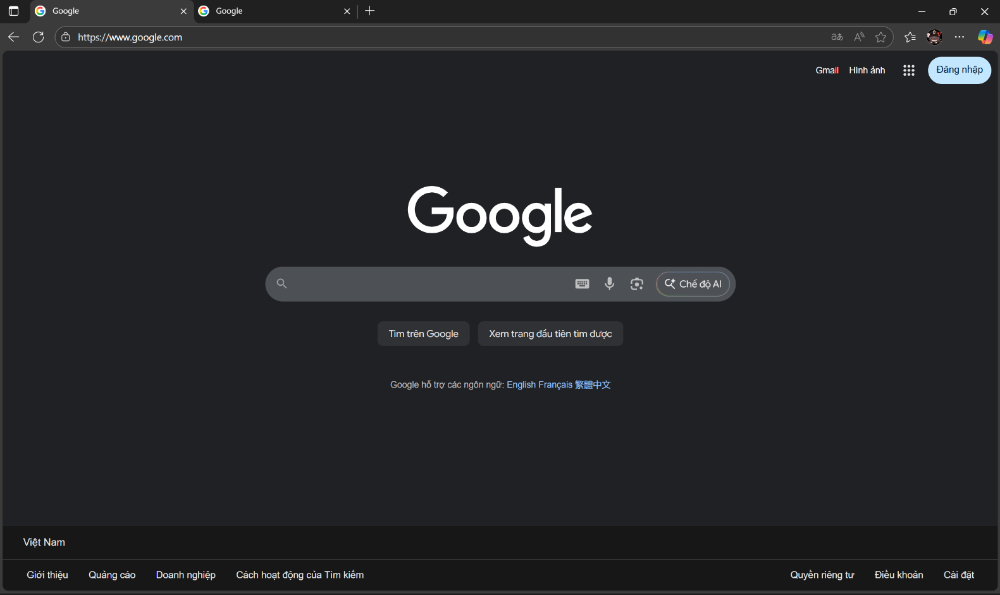 Google
Google
https://www.google.com
aあ
Gmail
Hình ảnh
Đăng nhập
Google
Chế độ AI
Tìm trên Google
Xem trang đầu tiên tìm được
Google hỗ trợ các ngôn ngữ: English Français 繁體中文
Việt Nam
Giới thiệu
Quảng cáo
Doanh nghiệp
Cách hoạt động của Tìm kiếm
Quyền riêng tư
Điều khoản
Cài đặt